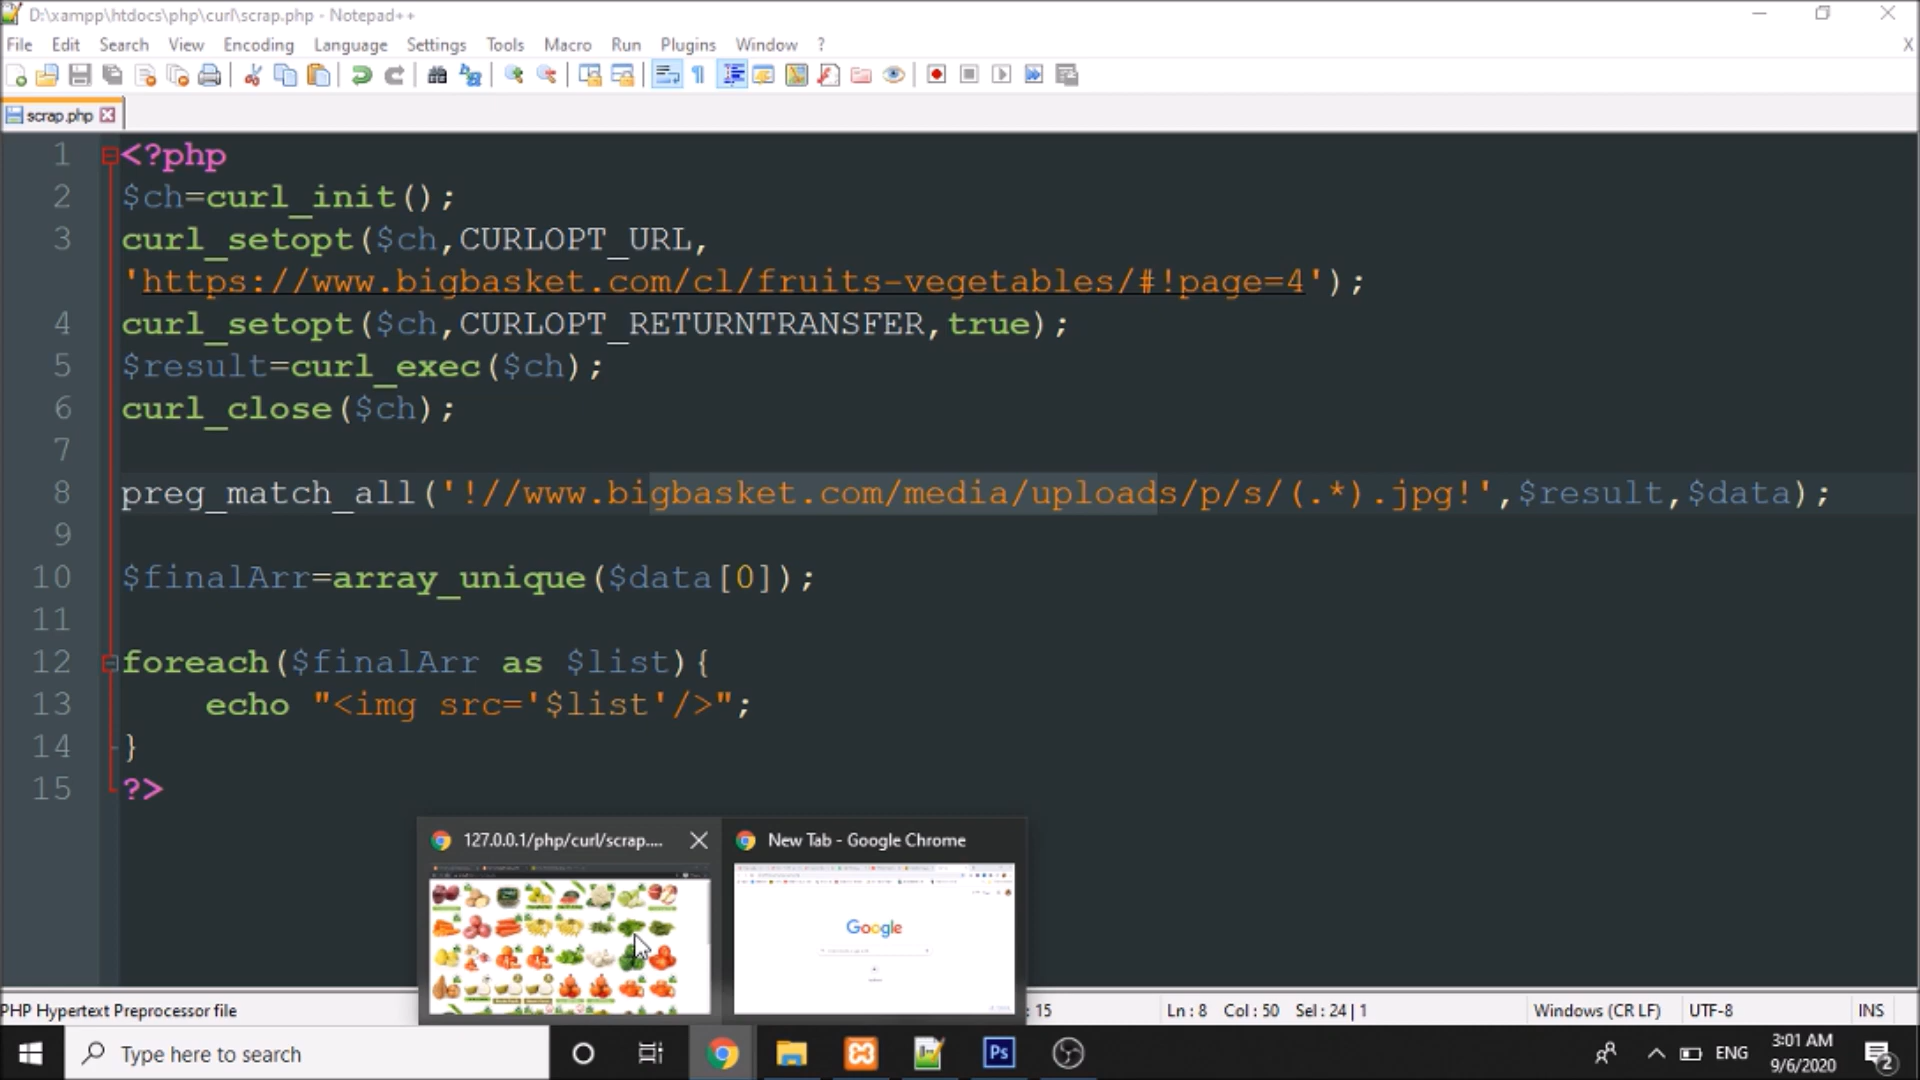 D:\xampp\htdocs\php\curl\scrap.php - Notepad++
File Edit Search View Encoding Language Settings Tools Macro Run Plugins Window ? X
scrap.php
1 <?php
2 $ch=curl_init();
3 curl_setopt($ch,CURLOPT_URL,
'https://www.bigbasket.com/cl/fruits-vegetables/#!page=4');
4 curl_setopt($ch,CURLOPT_RETURNTRANSFER,true);
5 $result=curl_exec($ch);
6 curl_close($ch);
7
8 preg_match_all('!//www.bigbasket.com/media/uploads/p/s/(.*).jpg!',$result,$data);
9
10 $finalArr=array_unique($data[0]);
11
12 foreach($finalArr as $list){
13 echo "<img src='$list'/>";
14 }
15 ?>
127.0.0.1/php/curl/scrap.... New Tab - Google Chrome
Google
PHP Hypertext Preprocessor file : 15 Ln : 8 Col : 50 Sel : 24 | 1 Windows (CR LF) UTF-8 INS
Type here to search Ps ENG 3:01 AM
9/6/2020 2